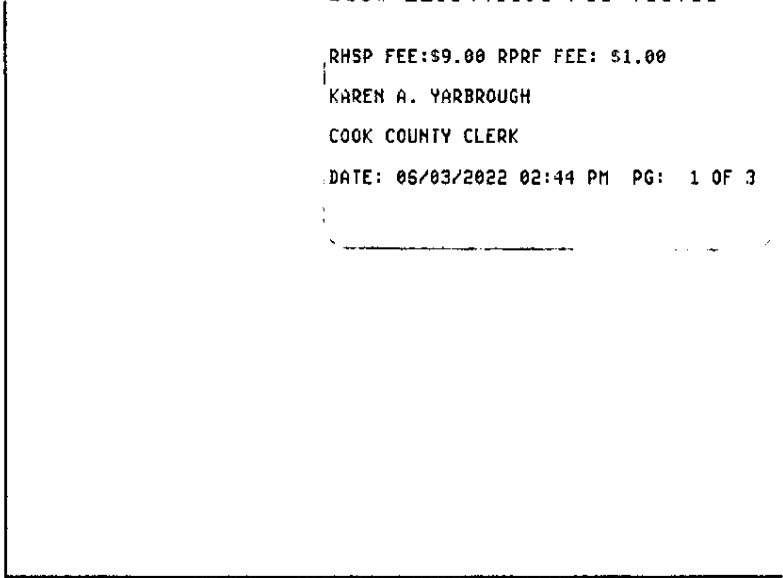 RHSP FEE:$9.00 RPRF FEE: $1.00
KAREN A. YARBROUGH
COOK COUNTY CLERK
DATE: 06/03/2022 02:44 PM PG: 1 OF 3